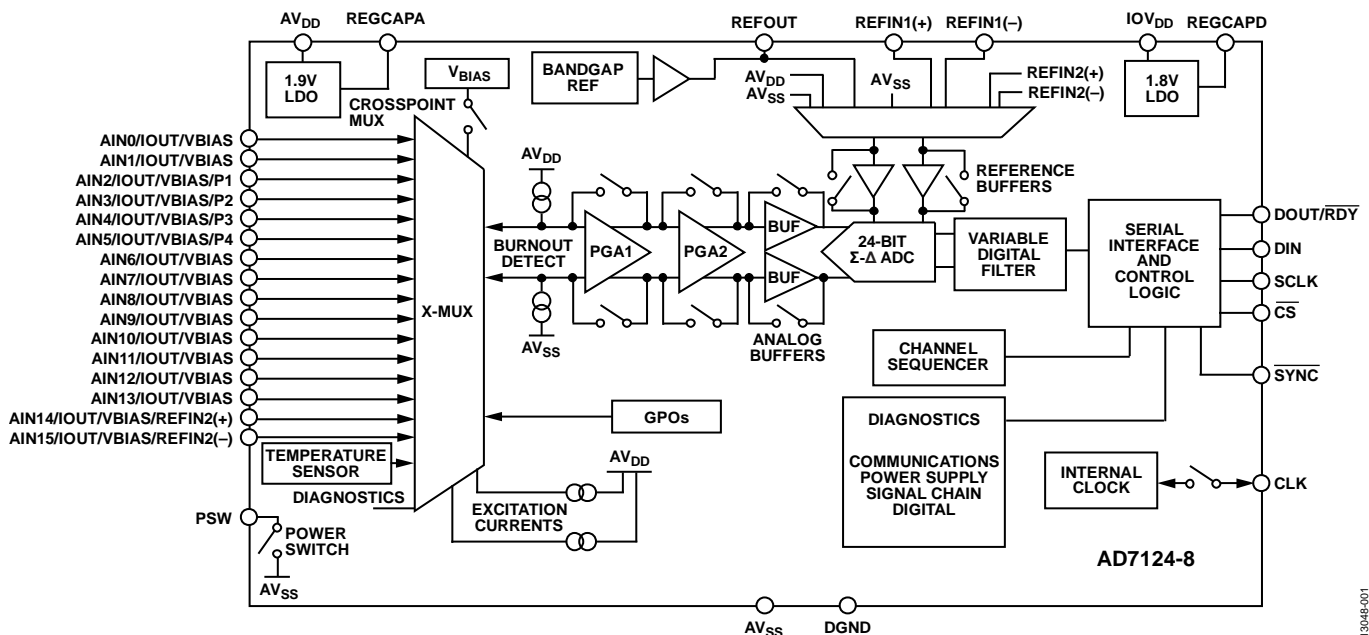 AVDD
REGCAPA
REFOUT
REFIN1(+)
REFIN1(–)
IOVDD
REGCAPD
1.9V
LDO
VBIAS
BANDGAP
REF
AVDD
AVSS
AVSS
REFIN2(+)
REFIN2(–)
1.8V
LDO
CROSSPOINT
MUX
AIN0/IOUT/VBIAS
AIN1/IOUT/VBIAS
AIN2/IOUT/VBIAS/P1
AIN3/IOUT/VBIAS/P2
AIN4/IOUT/VBIAS/P3
AIN5/IOUT/VBIAS/P4
AIN6/IOUT/VBIAS
AIN7/IOUT/VBIAS
AIN8/IOUT/VBIAS
AIN9/IOUT/VBIAS
AIN10/IOUT/VBIAS
AIN11/IOUT/VBIAS
AIN12/IOUT/VBIAS
AIN13/IOUT/VBIAS
AIN14/IOUT/VBIAS/REFIN2(+)
AIN15/IOUT/VBIAS/REFIN2(–)
X-MUX
AVDD
BURNOUT
DETECT
AVSS
PGA1
PGA2
BUF
BUF
ANALOG
BUFFERS
REFERENCE
BUFFERS
24-BIT
Σ-Δ ADC
VARIABLE
DIGITAL
FILTER
SERIAL
INTERFACE
AND
CONTROL
LOGIC
DOUT/RDY
DIN
SCLK
CS
SYNC
CHANNEL
SEQUENCER
GPOs
DIAGNOSTICS
COMMUNICATIONS
POWER SUPPLY
SIGNAL CHAIN
DIGITAL
TEMPERATURE
SENSOR
DIAGNOSTICS
AVDD
EXCITATION
CURRENTS
INTERNAL
CLOCK
CLK
PSW
POWER
SWITCH
AVSS
AD7124-8
AVSS
DGND
13048-001